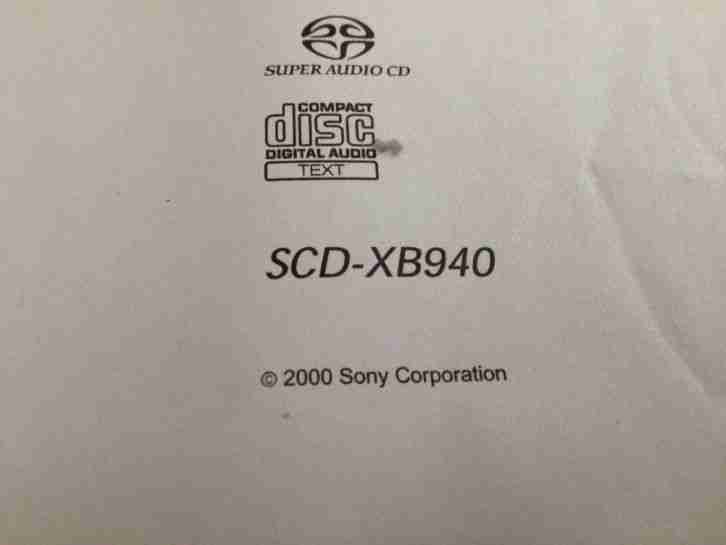 SUPER AUDIO CD
COMPACT
disc
DIGITAL AUDIO
TEXT
SCD-XB940
© 2000 Sony Corporation